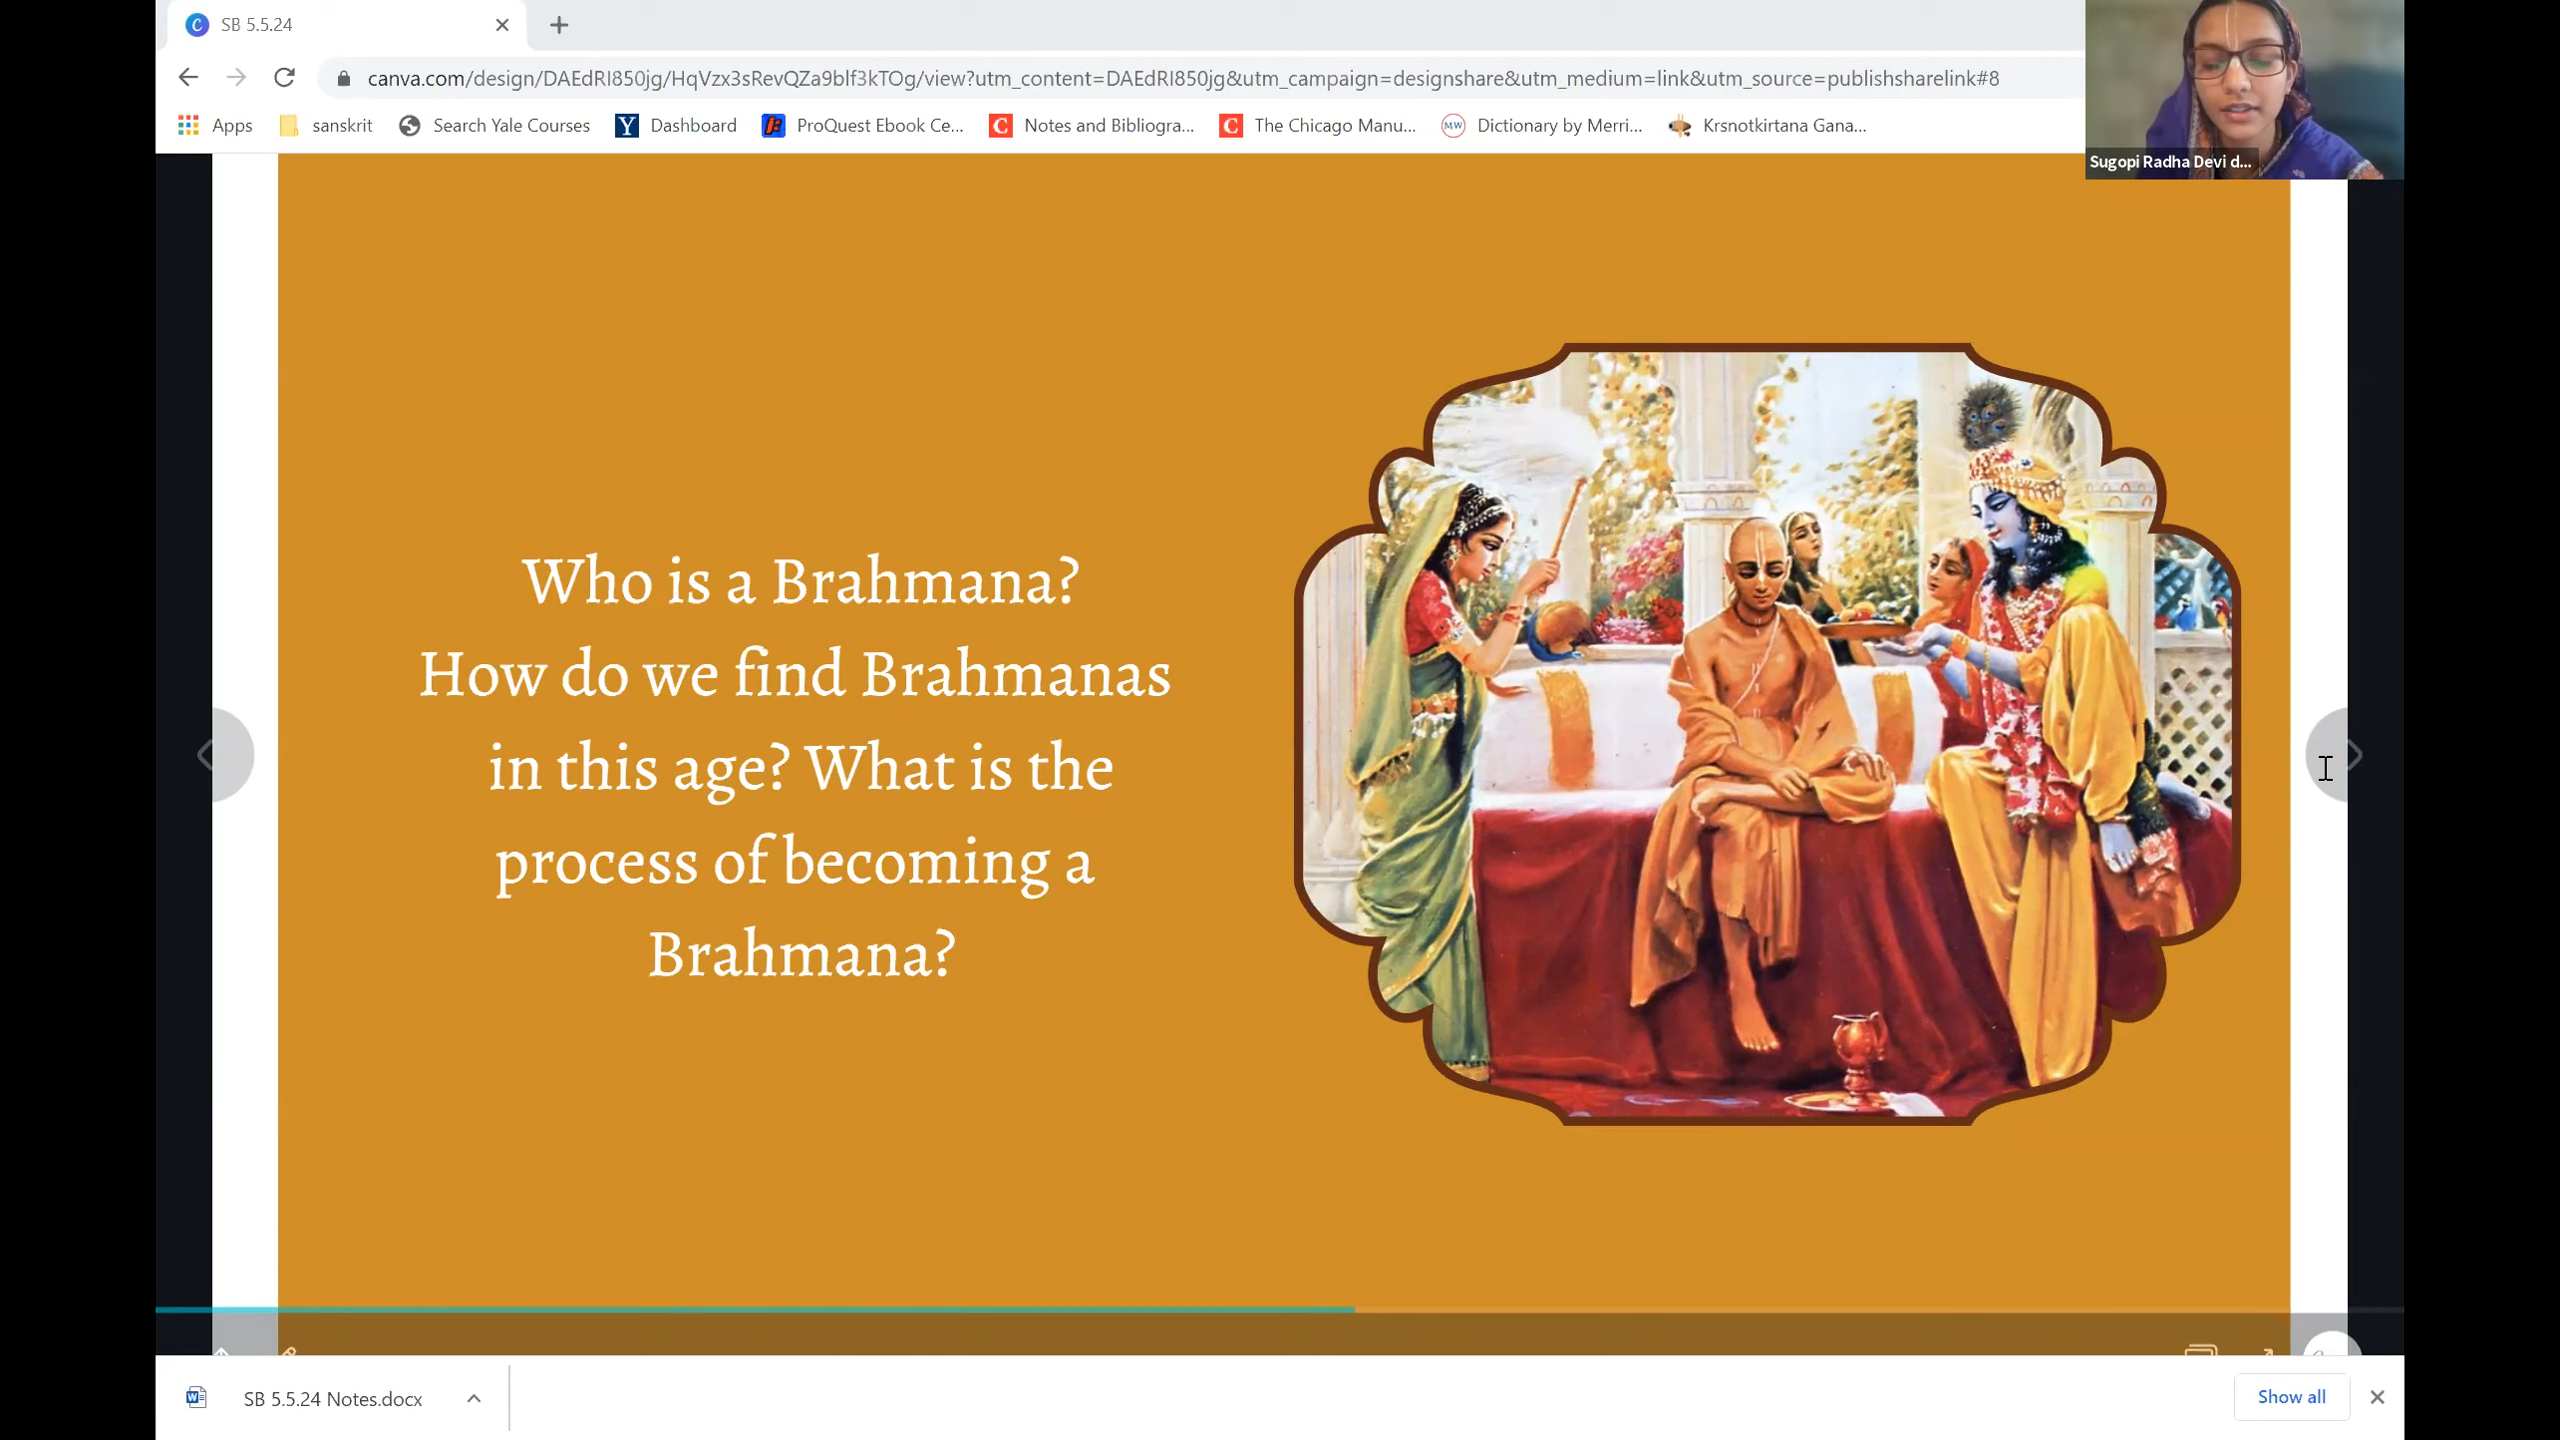 SB 5.5.24
canva.com/design/DAEdRI850jg/HqVzx3sRevQZa9blf3kTOg/view?utm_content=DAEdRI850jg&utm_campaign=designshare&utm_medium=link&utm_source=publishsharelink#8
Apps sanskrit Search Yale Courses Dashboard ProQuest Ebook Ce... Notes and Bibliogra... The Chicago Manu... Dictionary by Merri... Krsnotkirtana Gana...
Sugopi Radha Devi d...
Who is a Brahmana?
How do we find Brahmanas
in this age? What is the
process of becoming a
Brahmana?
SB 5.5.24 Notes.docx
Show all